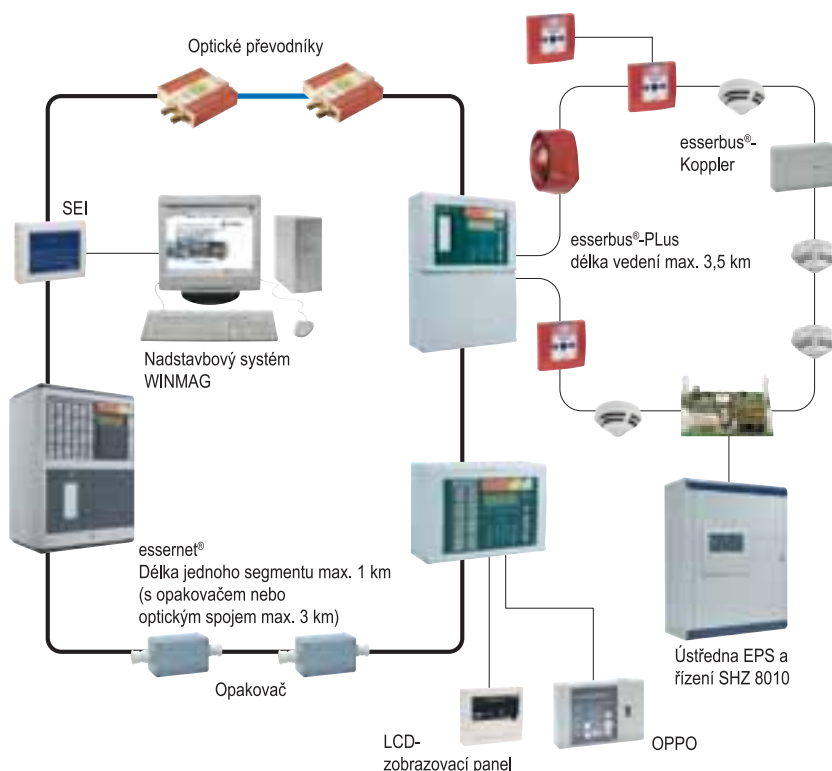 Optické převodníky
esserbus®-
Koppler
SEI
esserbus®-PLus
délka vedení max. 3,5 km
Nadstavbový systém
WINMAG
essernet®
Délka jednoho segmentu max. 1 km
(s opakovačem nebo
optickým spojem max. 3 km)
Opakovač
Ústředna EPS a
řízení SHZ 8010
LCD-
zobrazovací panel
OPPO